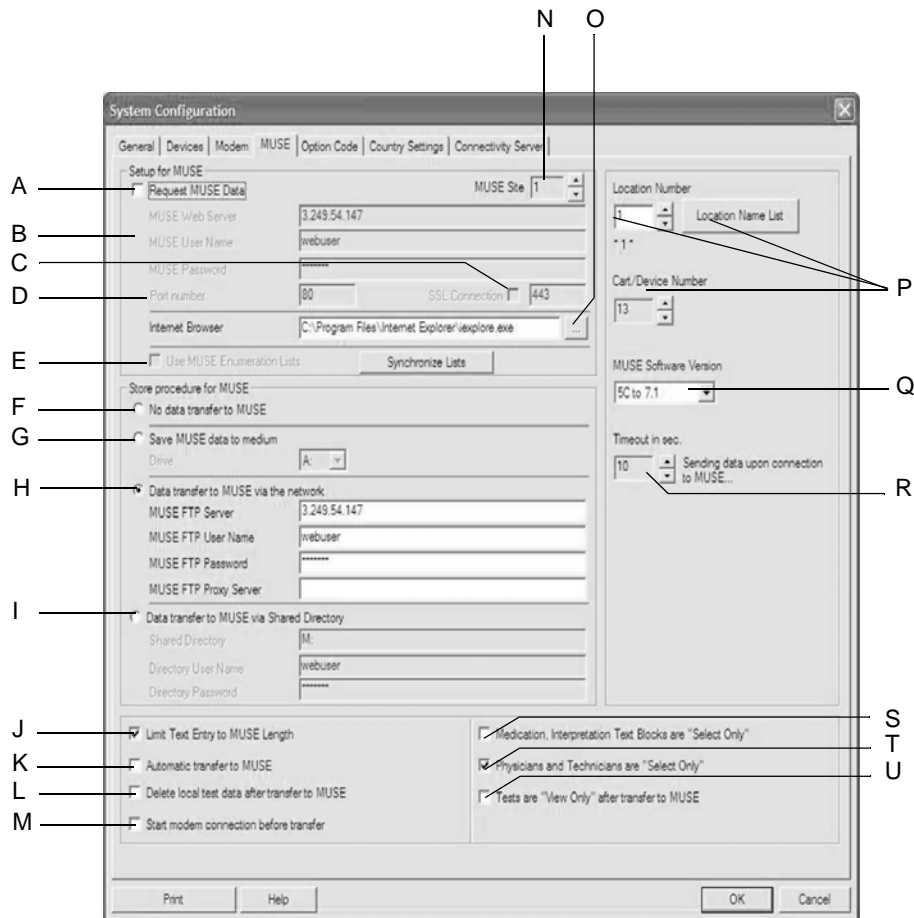 N O
System Configuration
General Devices Modem MUSE Option Code Country Settings Connectivity Server
Setup for MUSE
A Request MUSE Data MUSE Site 1
B MUSE Web Server 3.249.54.147
MUSE User Name webuser
C MUSE Password *******
D Port number 80 SSL Connection 443
Internet Browser C:\Program Files\Internet Explorer\iexplore.exe ...
E Use MUSE Enumeration Lists Synchronize Lists
Store procedure for MUSE
F No data transfer to MUSE
G Save MUSE data to medium
Drive A:
H Data transfer to MUSE via the network
MUSE FTP Server 3.249.54.147
MUSE FTP User Name webuser
MUSE FTP Password *******
MUSE FTP Proxy Server
I Data transfer to MUSE via Shared Directory
Shared Directory M:
Directory User Name webuser
Directory Password *******
Location Number
1 Location Name List
" 1 "
P
Cart/Device Number
13
MUSE Software Version
5C to 7.1 Q
Timeout in sec.
10 Sending data upon connection
to MUSE...
R
J Limit Text Entry to MUSE Length
K Automatic transfer to MUSE
L Delete local test data after transfer to MUSE
M Start modem connection before transfer
Medication, Interpretation Text Blocks are "Select Only" S
Physicians and Technicians are "Select Only" T
Tests are "View Only" after transfer to MUSE U
Print Help OK Cancel